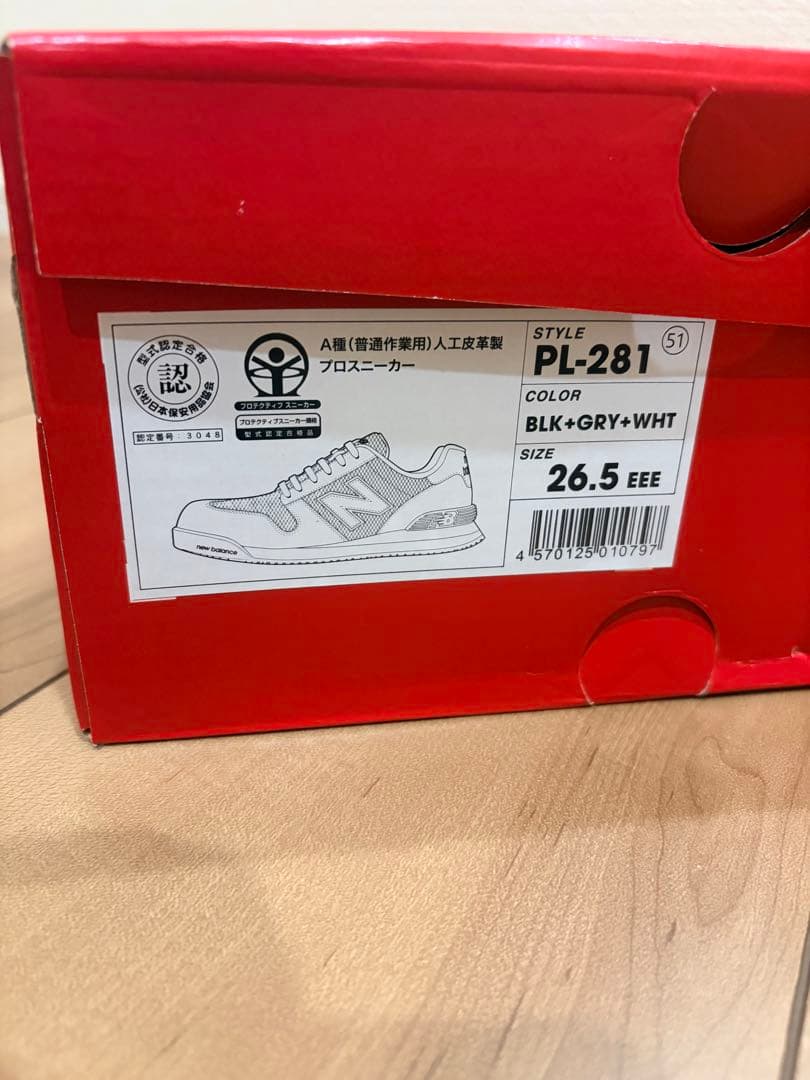 型式認定合格
認
(公社)日本保安用品協会
認定番号:3048
プロテクティブ スニーカー
プロテクティブスニーカー規格
型式認定合格品
A種(普通作業用)人工皮革製
プロスニーカー
N
new balance
STYLE
PL-281
51
COLOR
BLK+GRY+WHT
SIZE
26.5 EEE
4 570125 010797